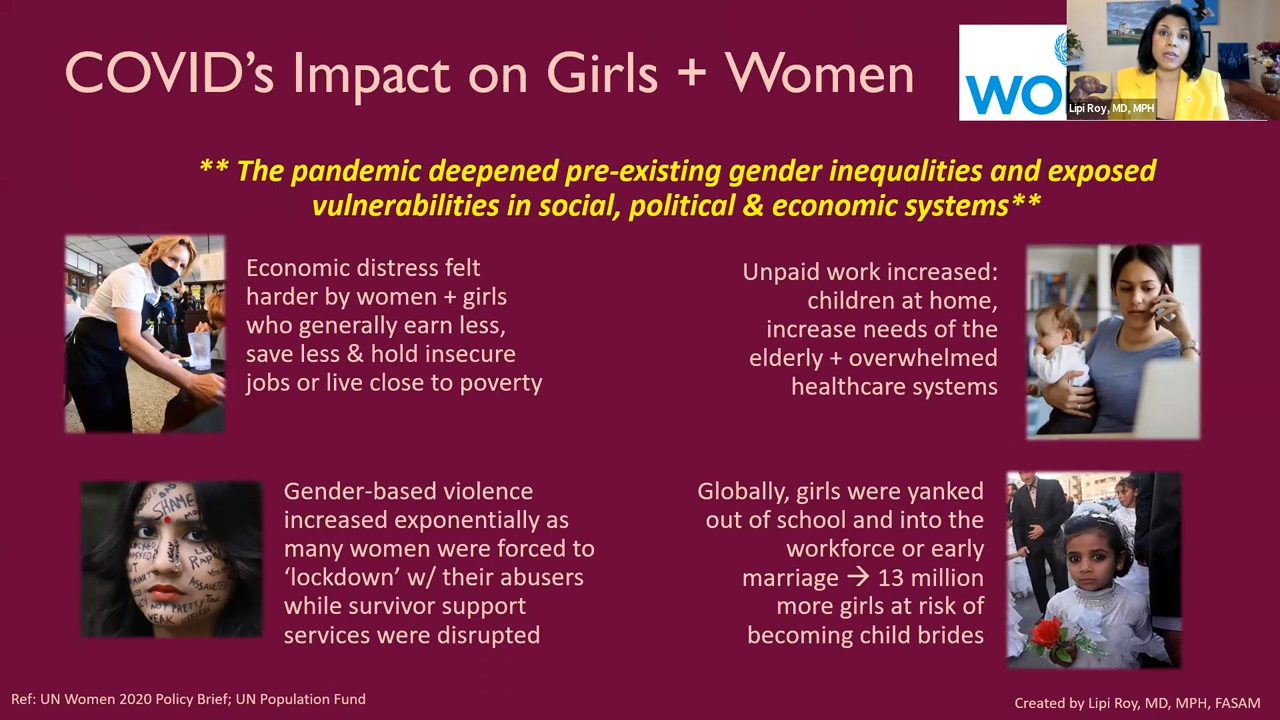 COVID's Impact on Girls + Women
WO
Lipi Roy, MD, MPH
** The pandemic deepened pre-existing gender inequalities and exposed
vulnerabilities in social, political & economic systems**
Economic distress felt
harder by women + girls
who generally earn less,
save less & hold insecure
jobs or live close to poverty
Unpaid work increased:
children at home,
increase needs of the
elderly + overwhelmed
healthcare systems
SHAME
Gender-based violence
increased exponentially as
many women were forced to
‘lockdown’ w/ their abusers
while survivor support
services were disrupted
Globally, girls were yanked
out of school and into the
workforce or early
marriage → 13 million
more girls at risk of
becoming child brides
Ref: UN Women 2020 Policy Brief; UN Population Fund
Created by Lipi Roy, MD, MPH, FASAM